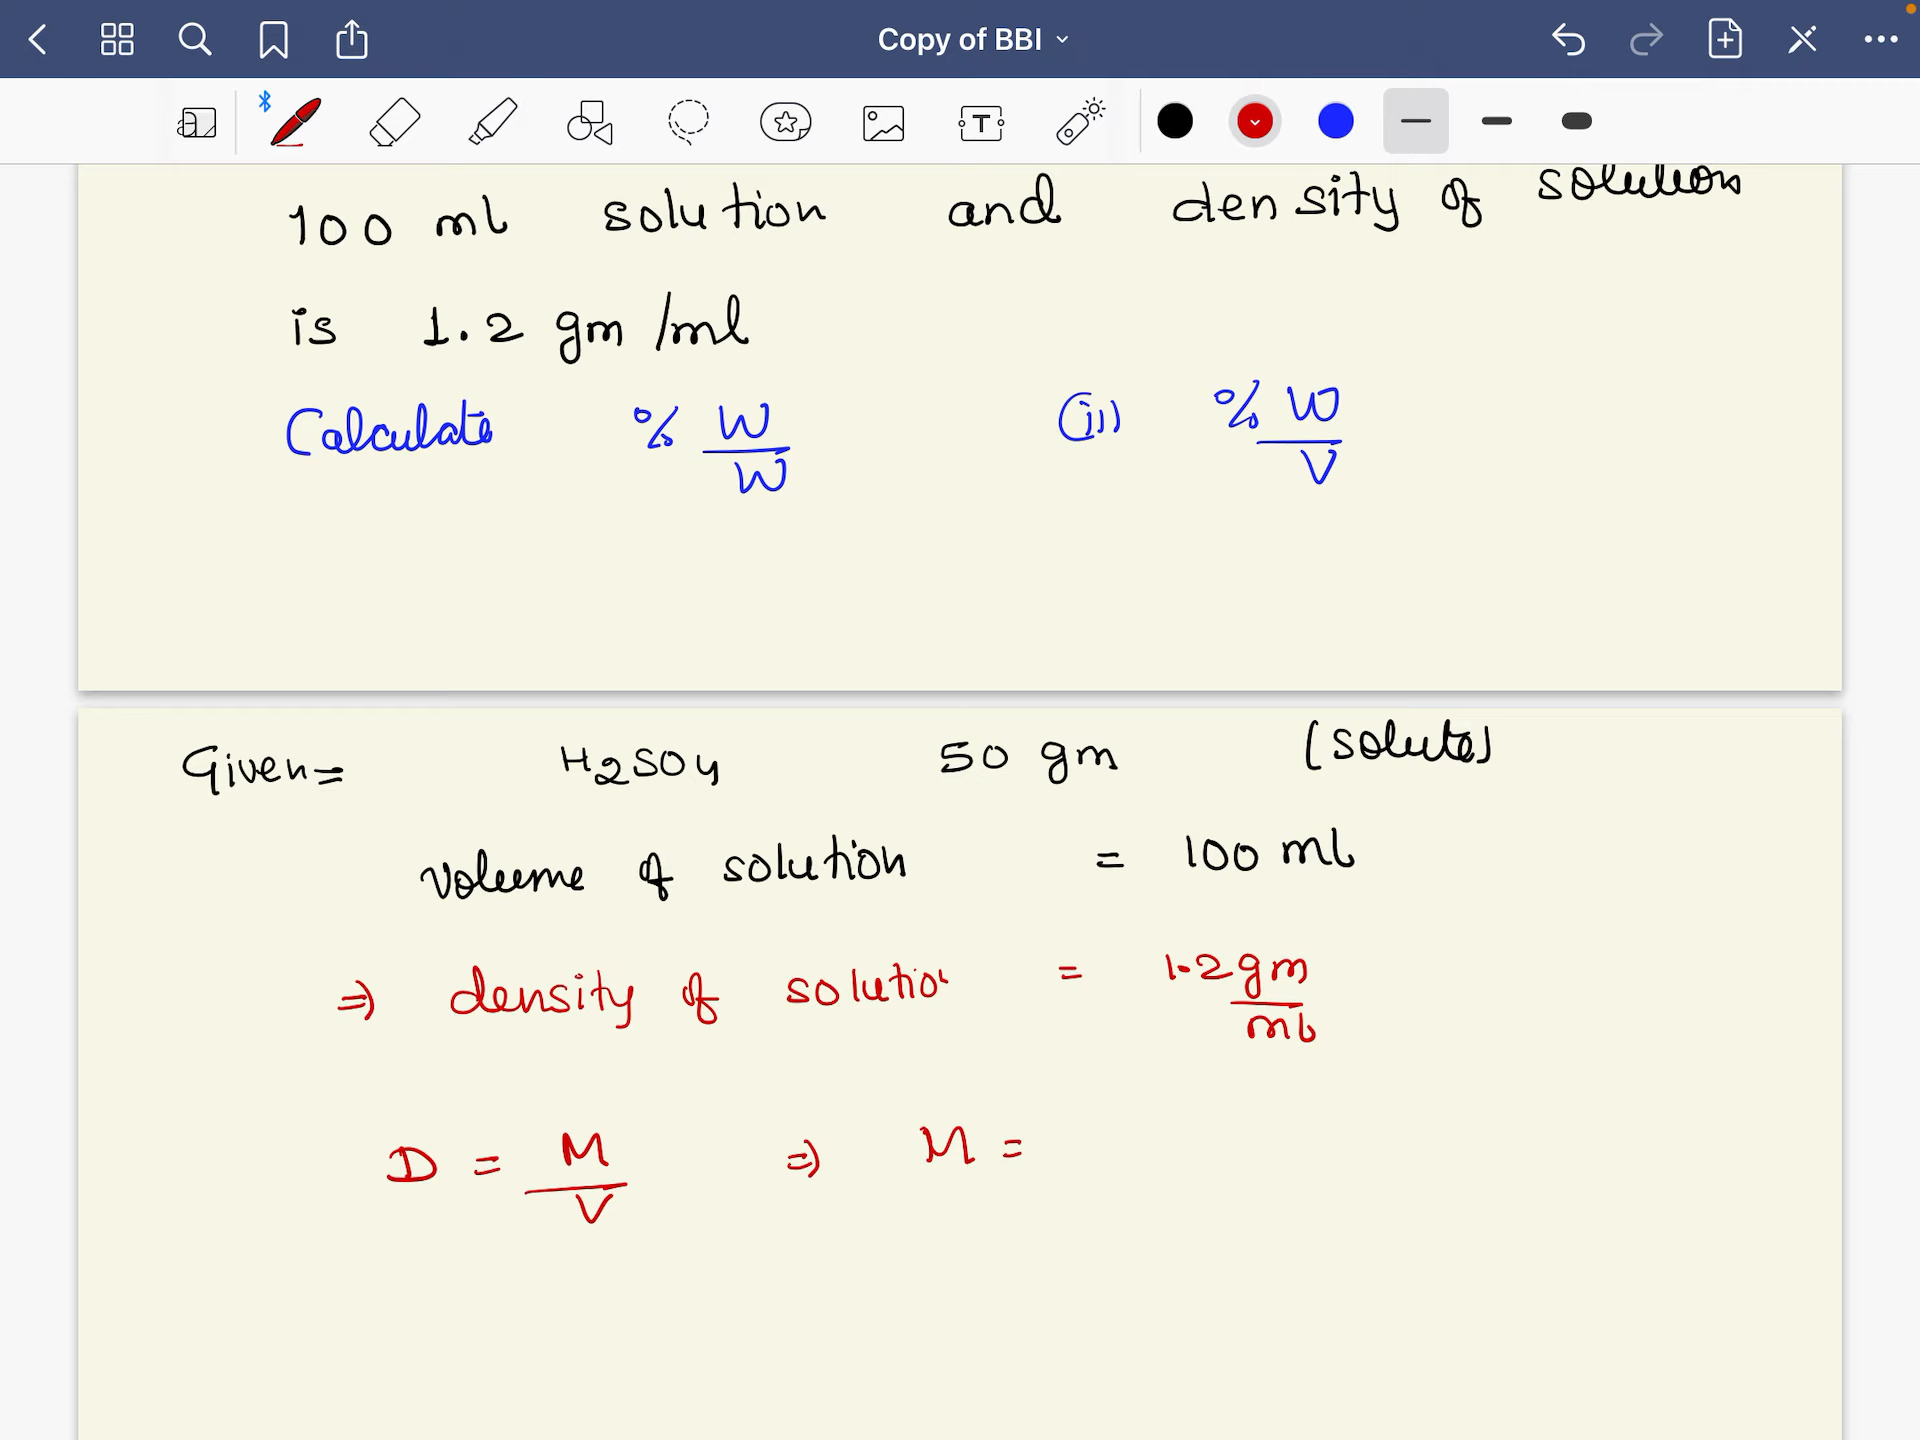 Copy of BBI
100 ml solution and density of solution
is 1.2 gm/ml
Calculate % W/W (ii) % W/V
Given= H2SO4 50 gm (solute)
volume of solution = 100 ml
⇒ density of solution = 1.2 gm/ml
D = M/V ⇒ M =